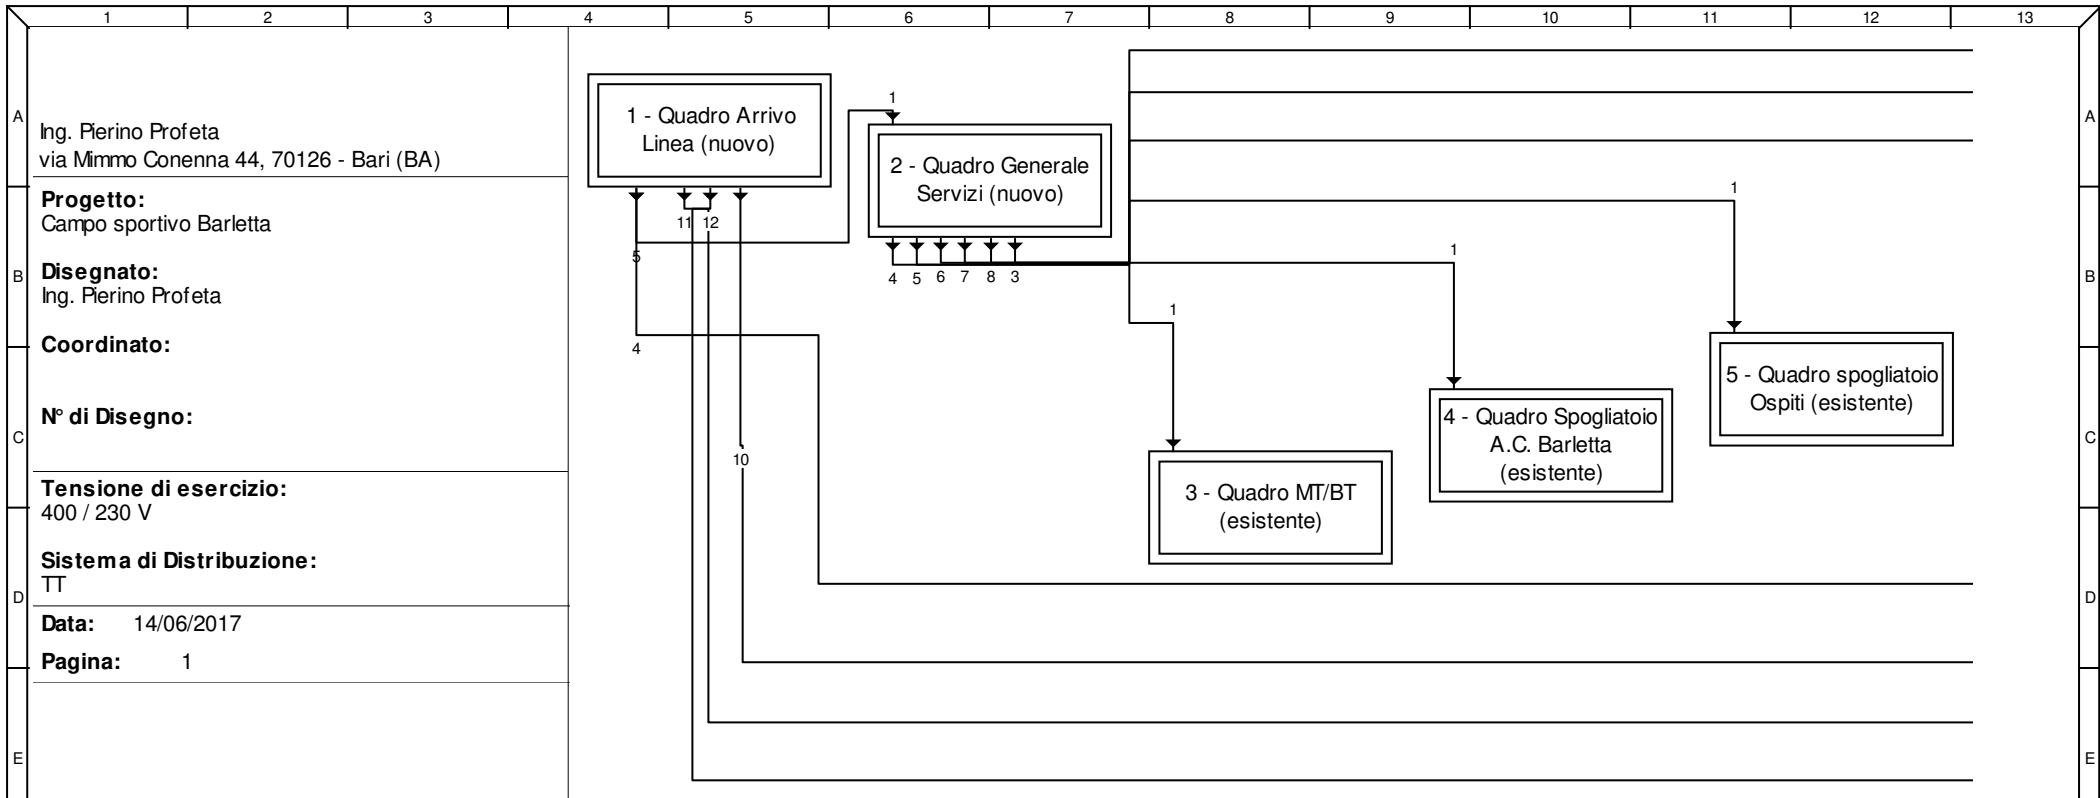 1 2 3 4 5 6 7 8 9 10 11 12 13
A
A
Ing. Pierino Profeta
via Mimmo Conenna 44, 70126 - Bari (BA)
Progetto:
Campo sportivo Barletta
Disegnato:
Ing. Pierino Profeta
Coordinato:
N° di Disegno:
Tensione di esercizio:
400 / 230 V
Sistema di Distribuzione:
TT
Data: 14/06/2017
Pagina: 1
1 - Quadro Arrivo
Linea (nuovo)
11 12
5
4
10
1
2 - Quadro Generale
Servizi (nuovo)
4 5 6 7 8 3
1
3 - Quadro MT/BT
(esistente)
1
4 - Quadro Spogliatoio
A.C. Barletta
(esistente)
1
5 - Quadro spogliatoio
Ospiti (esistente)
B
B
C
C
D
D
E
E